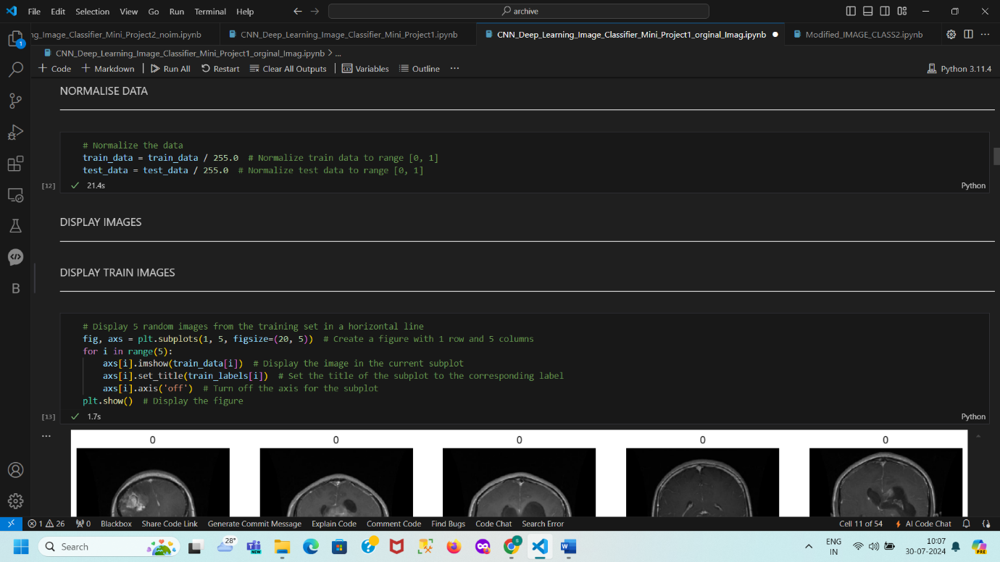 File Edit Selection View Go Run Terminal Help
archive
ng_Image_Classifier_Mini_Project2_noim.ipynb
CNN_Deep_Learning_Image_Classifier_Mini_Project1.ipynb
CNN_Deep_Learning_Image_Classifier_Mini_Project1_orginal_Imag.ipynb
Modified_IMAGE_CLASS2.ipynb
CNN_Deep_Learning_Image_Classifier_Mini_Project1_orginal_Imag.ipynb > ...
+ Code + Markdown Run All Restart Clear All Outputs Variables Outline ... Python 3.11.4
NORMALISE DATA
# Normalize the data
train_data = train_data / 255.0  # Normalize train data to range [0, 1]
test_data = test_data / 255.0  # Normalize test data to range [0, 1]
[12] 21.4s Python
DISPLAY IMAGES
DISPLAY TRAIN IMAGES
# Display 5 random images from the training set in a horizontal line
fig, axs = plt.subplots(1, 5, figsize=(20, 5))  # Create a figure with 1 row and 5 columns
for i in range(5):
    axs[i].imshow(train_data[i])  # Display the image in the current subplot
    axs[i].set_title(train_labels[i])  # Set the title of the subplot to the corresponding label
    axs[i].axis('off')  # Turn off the axis for the subplot
plt.show()  # Display the figure
[13] 1.7s Python
...
0 0 0 0 0
B
1
1 26 0 Blackbox Share Code Link Generate Commit Message Explain Code Comment Code Find Bugs Code Chat Search Error Cell 11 of 54 AI Code Chat
Search
28°
NEW
5
ENG
IN
10:07
30-07-2024
PRE